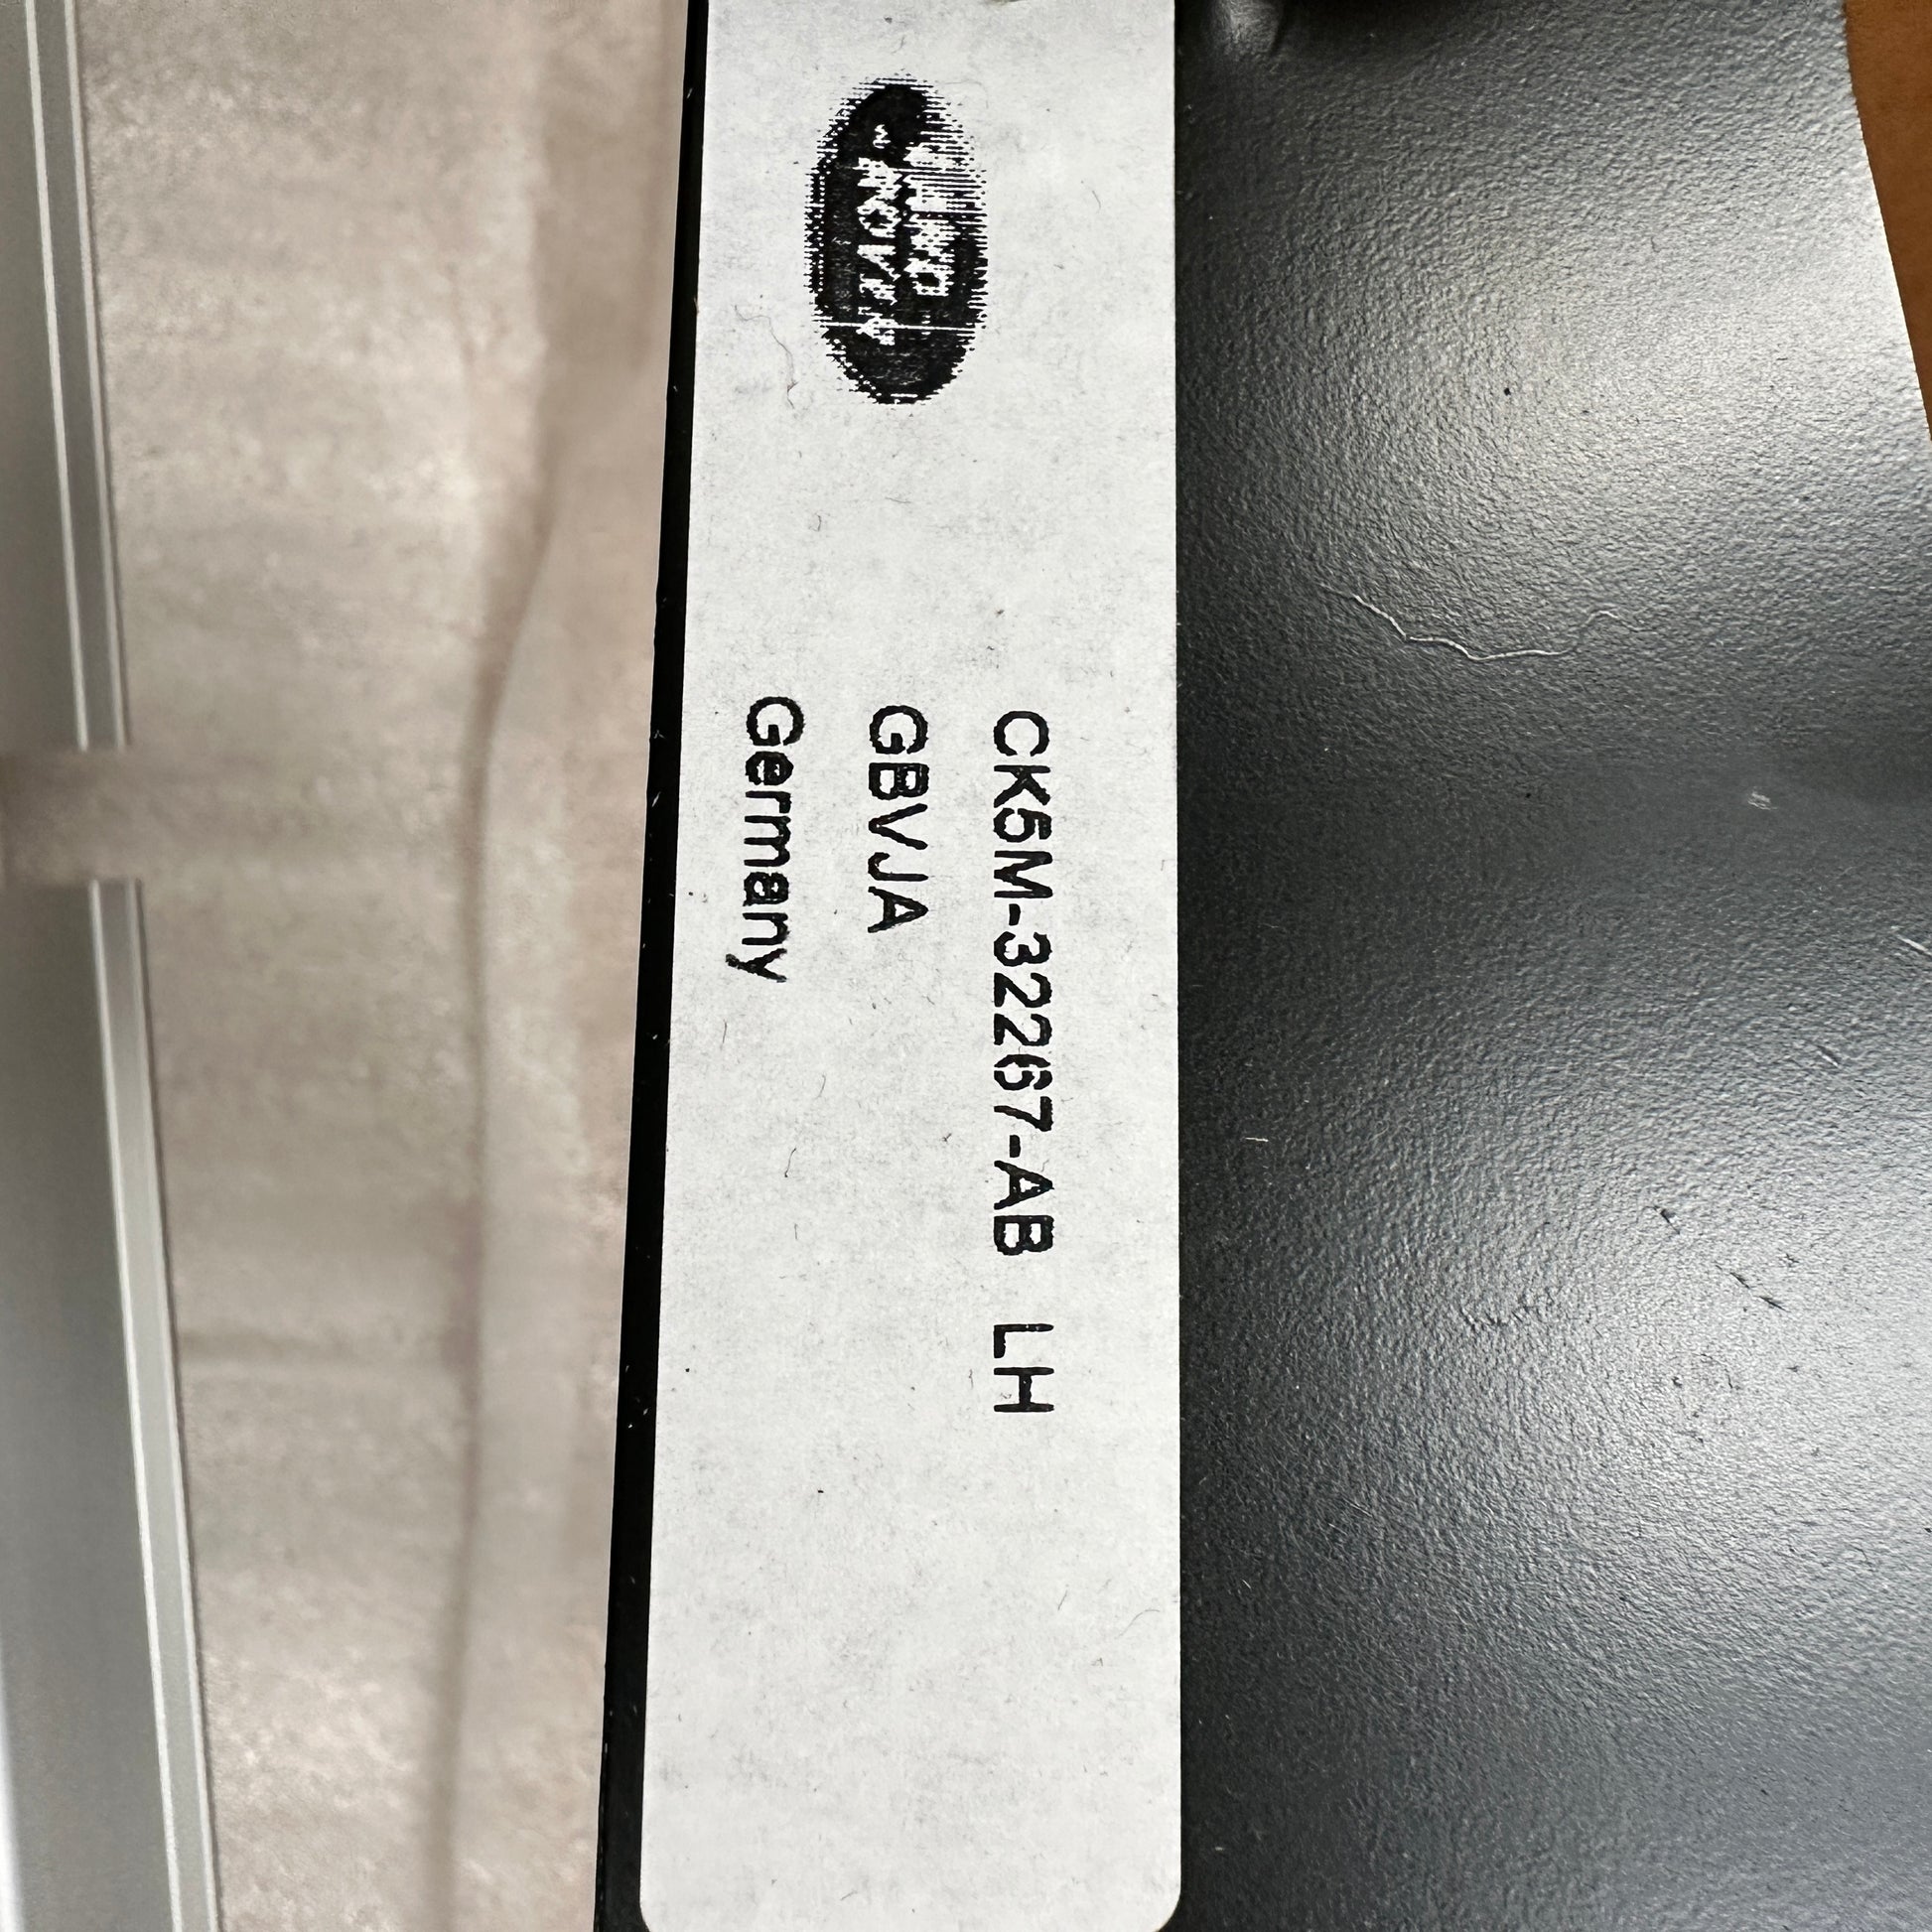 LAND
ROVER
CK5M-32267-AB LH
GBVJA
Germany